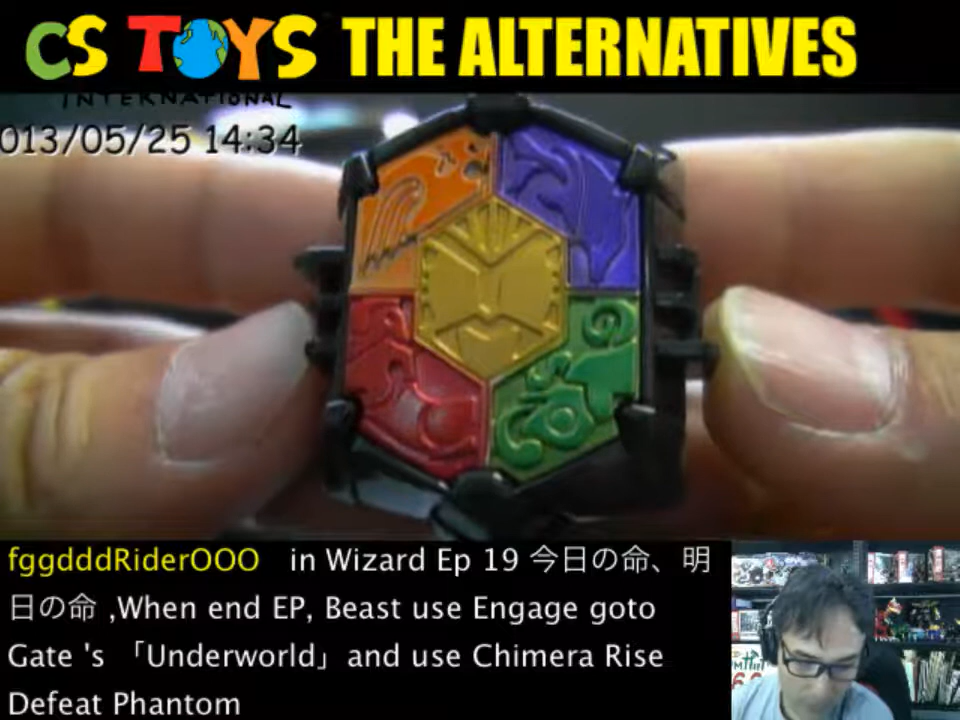 CS TOYS THE ALTERNATIVES
INTERNATIONAL
013/05/25 14:34
fggdddRiderOOO in Wizard Ep 19 今日の命、明
日の命 ,When end EP, Beast use Engage goto
Gate 's 「Underworld」and use Chimera Rise
Defeat Phantom